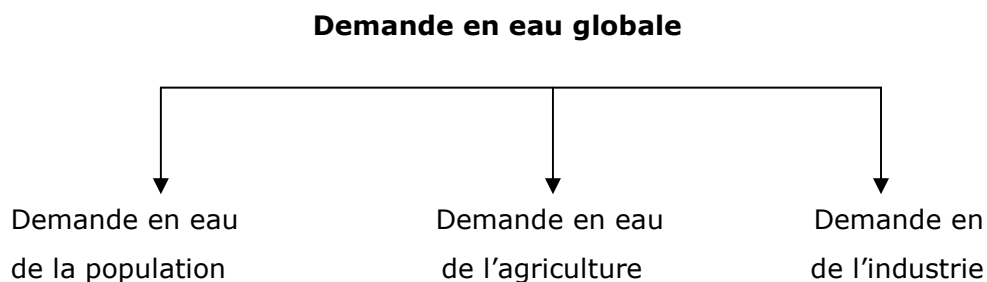 Demande en eau globale
Demande en eau
de la population
Demande en eau
de l'agriculture
Demande en
de l'industrie